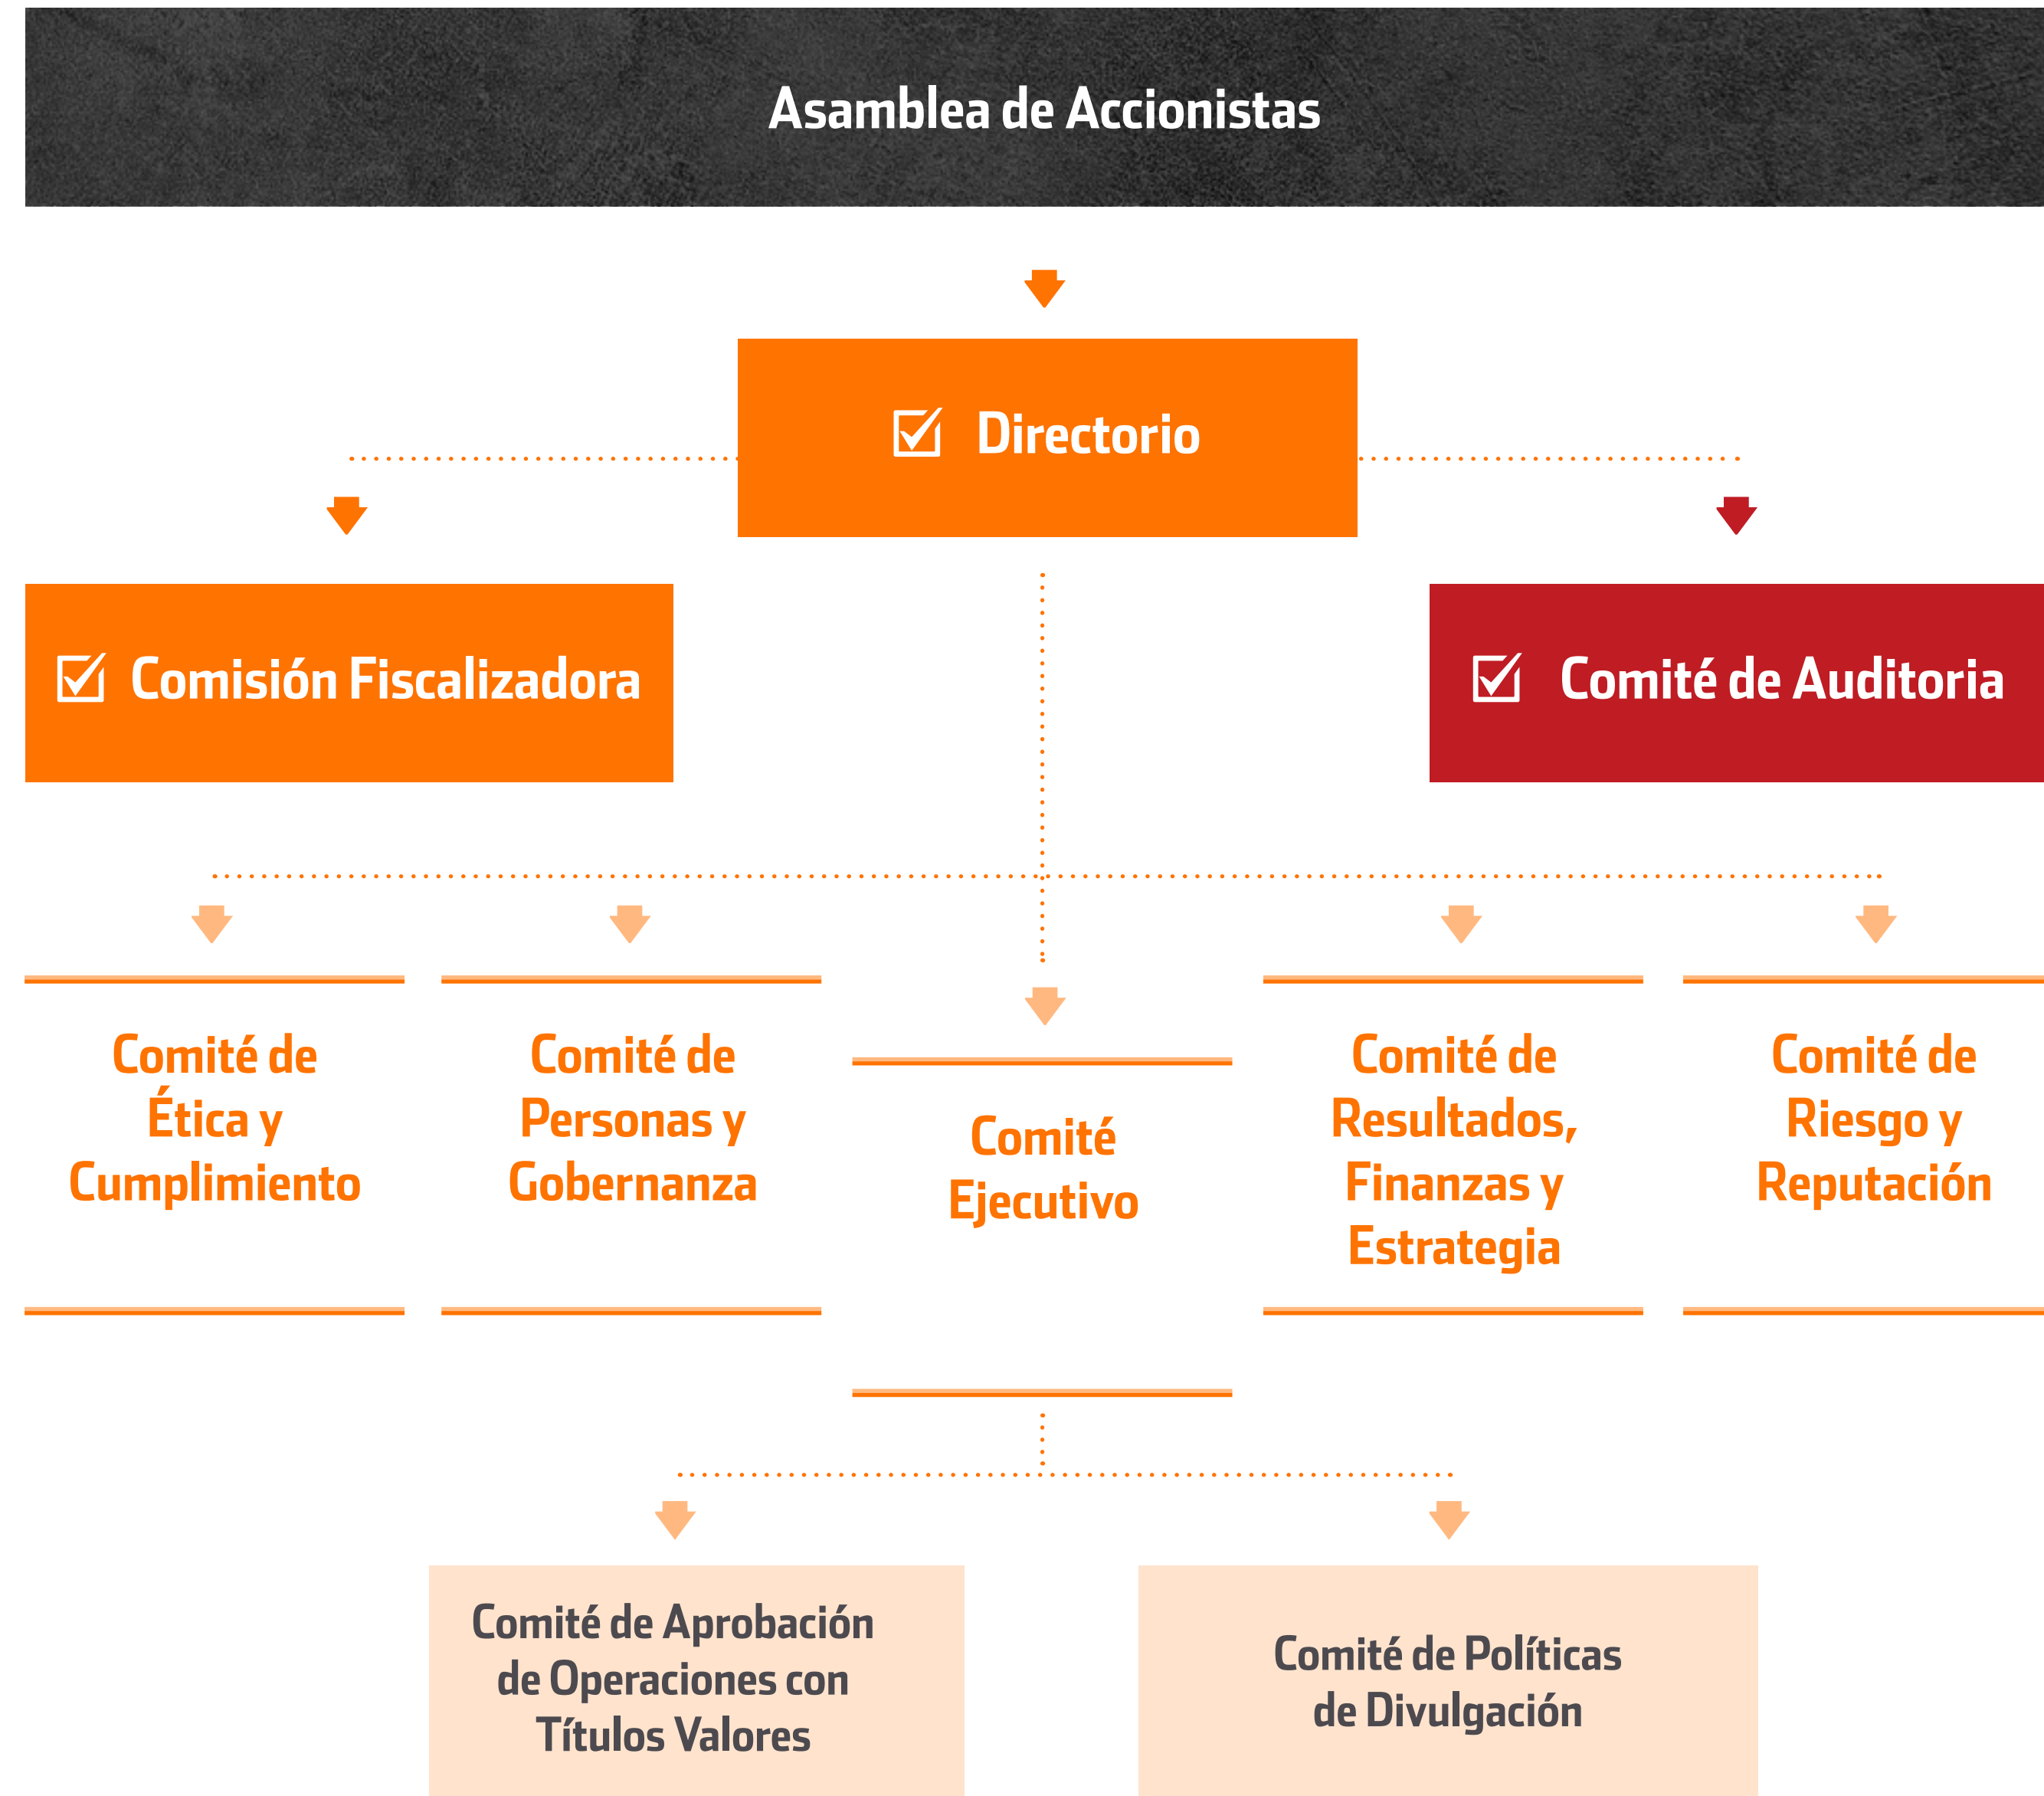 Asamblea de Accionistas
Directorio
Comisión Fiscalizadora
Comité de Auditoria
Comité de
Ética y
Cumplimiento
Comité de
Personas y
Gobernanza
Comité
Ejecutivo
Comité de
Resultados,
Finanzas y
Estrategia
Comité de
Riesgo y
Reputación
Comité de Aprobación
de Operaciones con
Títulos Valores
Comité de Políticas
de Divulgación